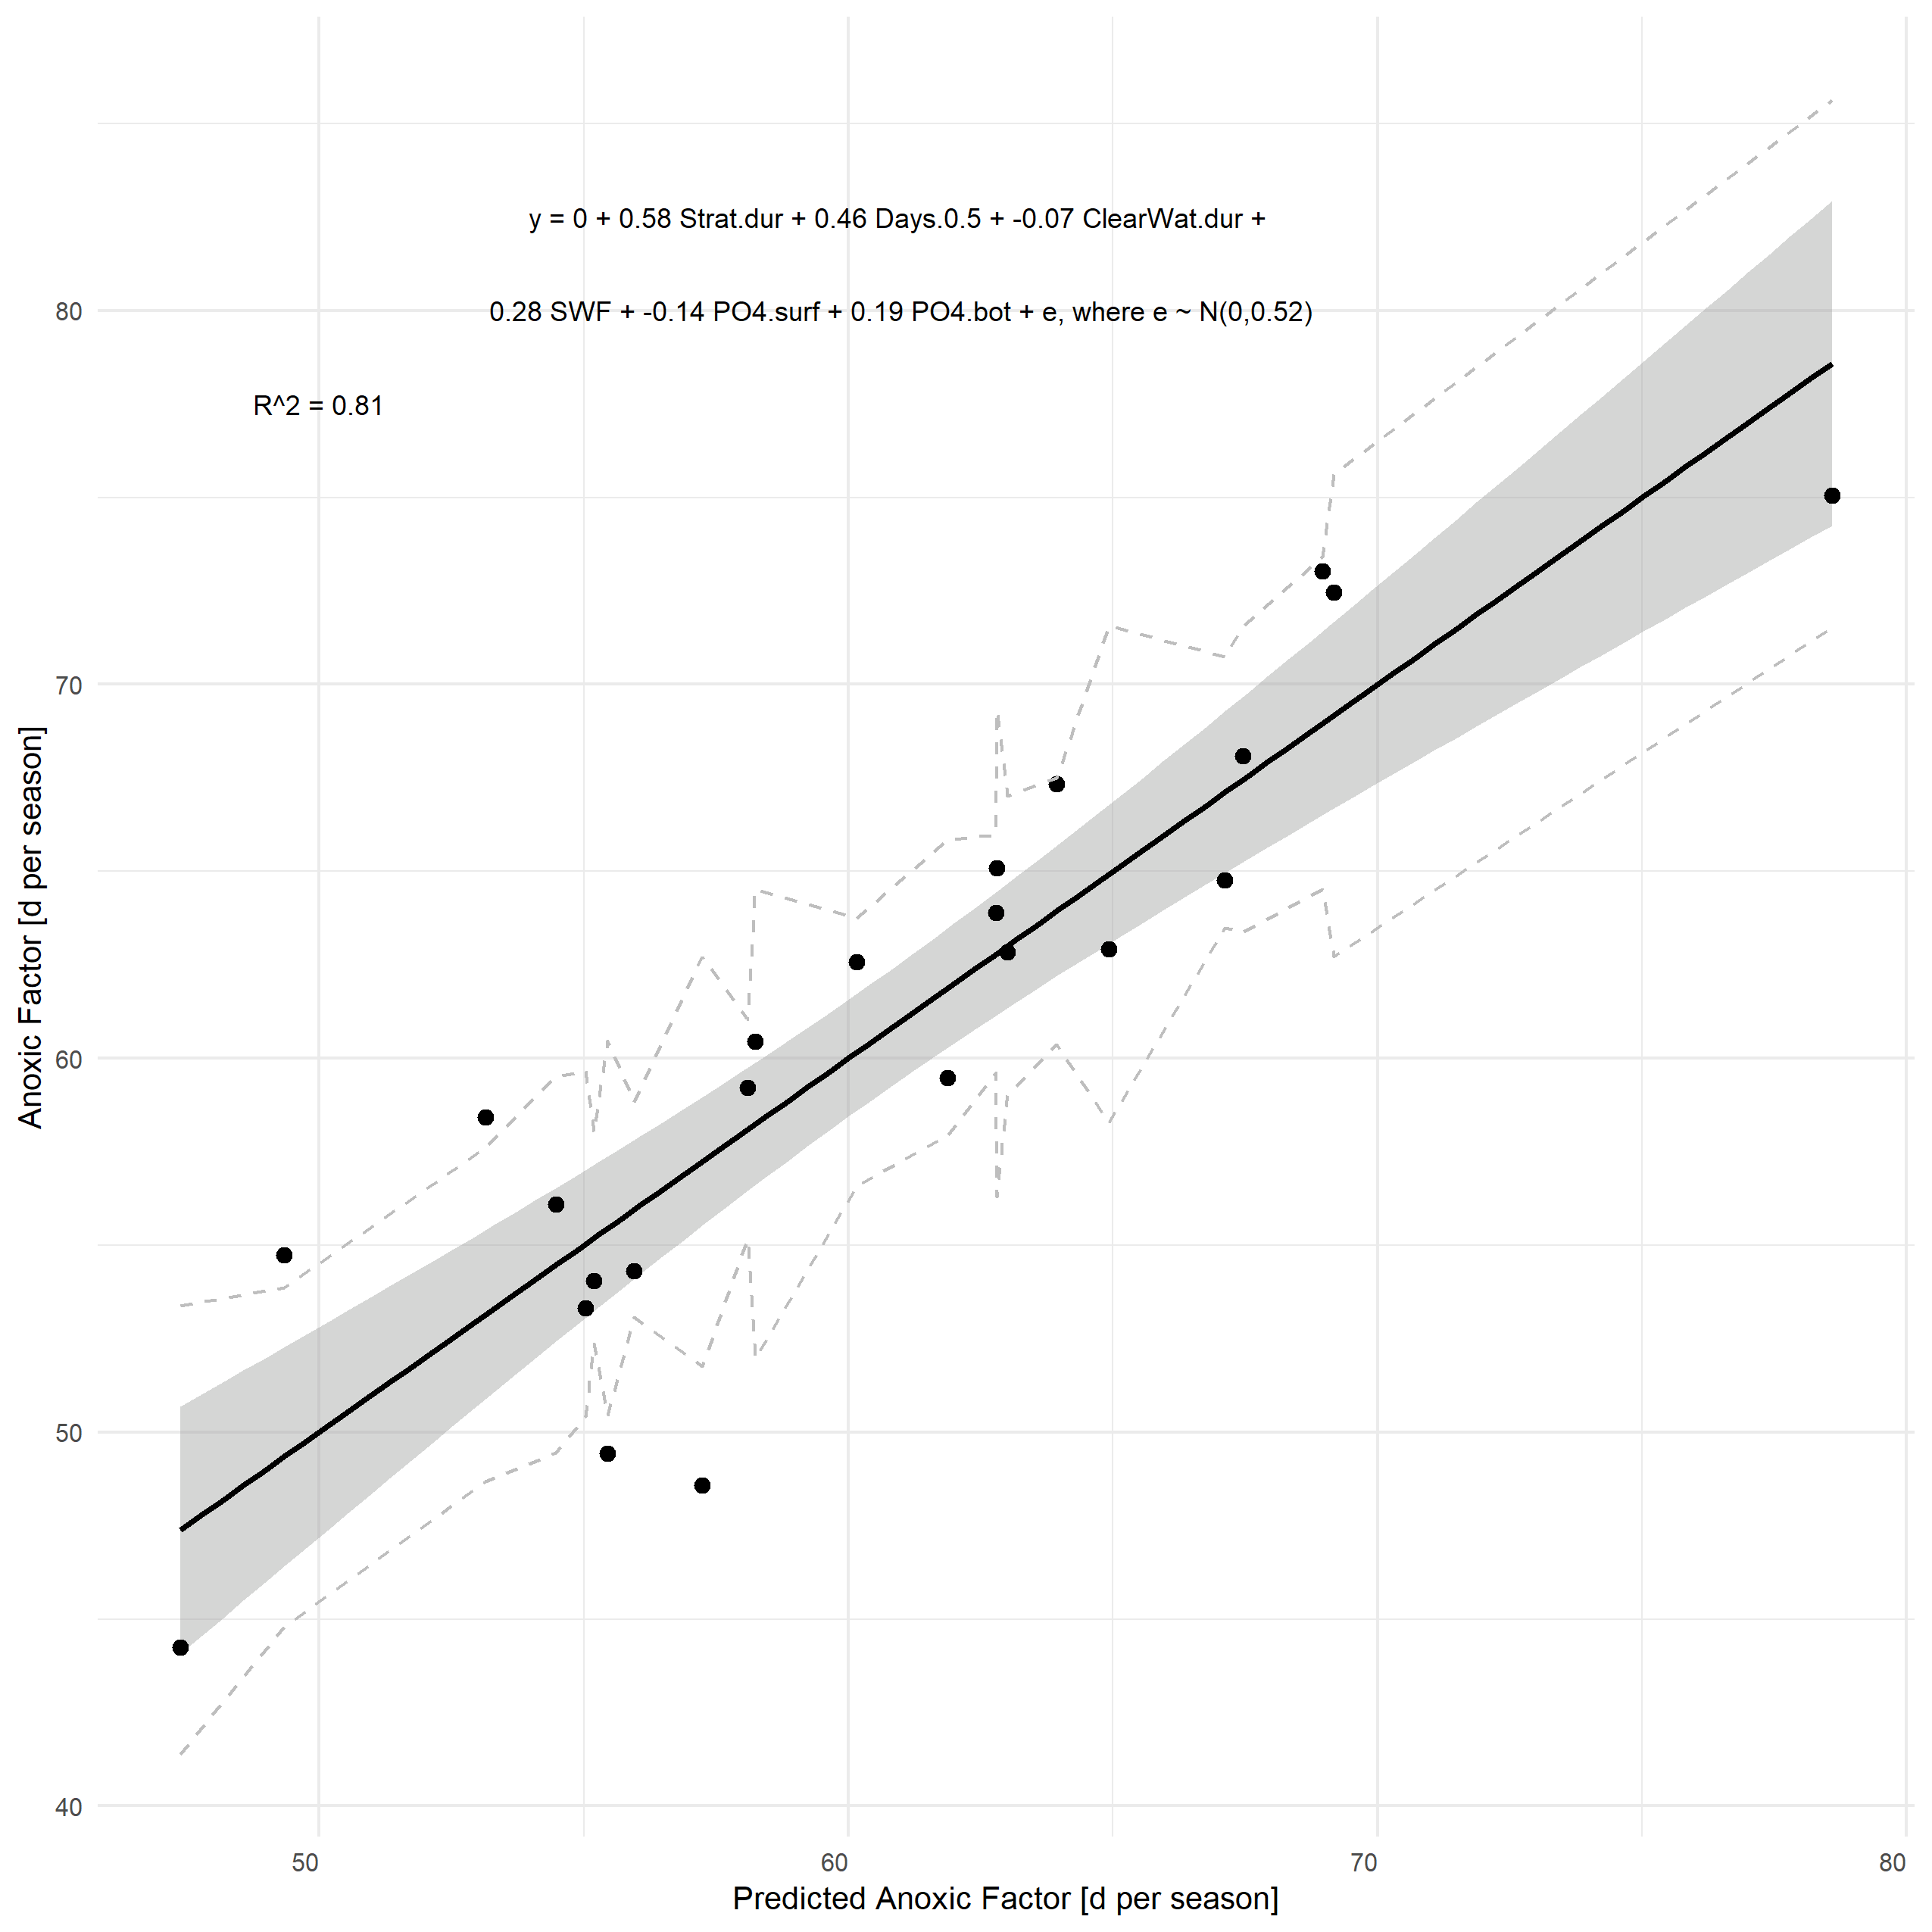 y = 0 + 0.58 Strat.dur + 0.46 Days.0.5 + -0.07 ClearWat.dur +
0.28 SWF + -0.14 PO4.surf + 0.19 PO4.bot + e, where e ~ N(0,0.52)
R^2 = 0.81
80
70
60
50
40
Anoxic Factor [d per season]
50 60 70 80
Predicted Anoxic Factor [d per season]